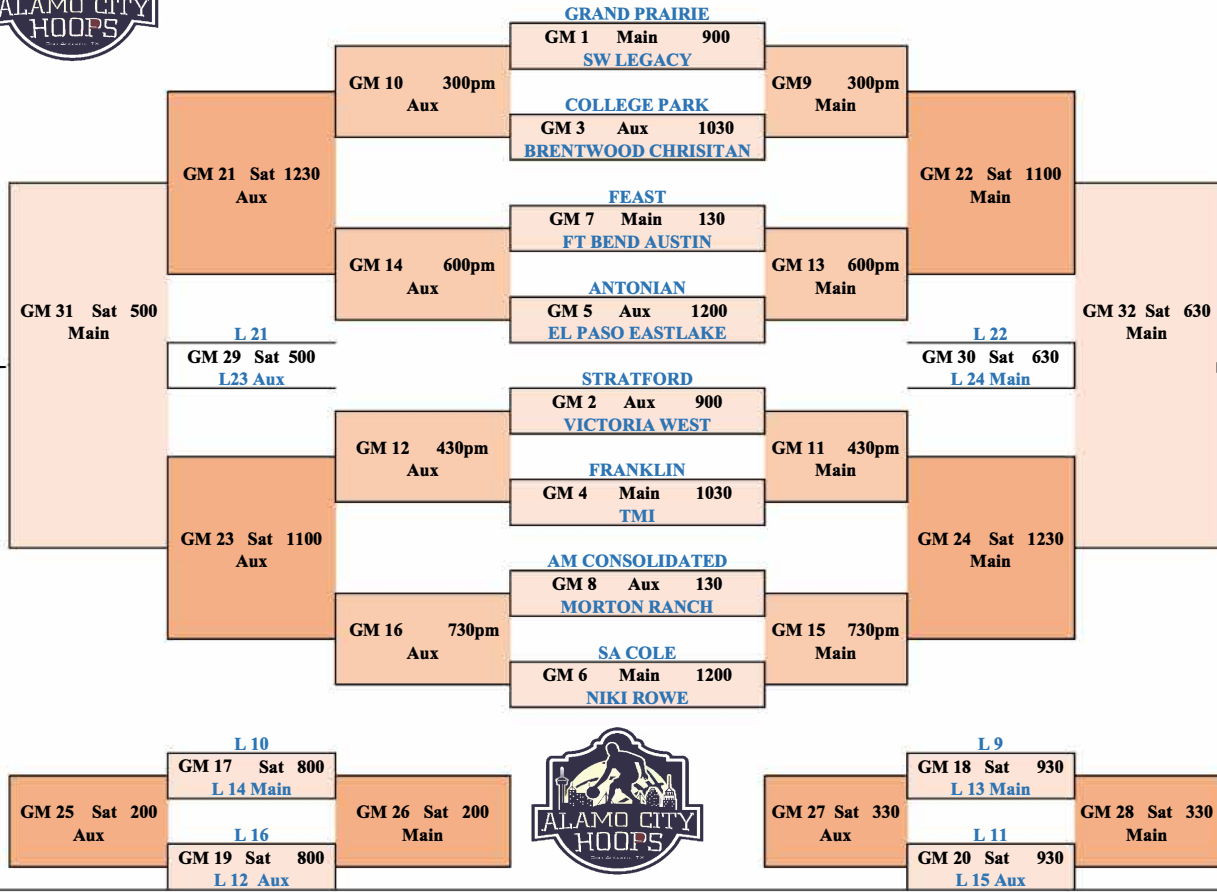 ALAMO CITY
HOOPS
GRAND PRAIRIE
GM 1 Main 900
SW LEGACY
GM 10 300pm
Aux
GM9 300pm
Main
COLLEGE PARK
GM 3 Aux 1030
BRENTWOOD CHRISITAN
GM 21 Sat 1230
Aux
GM 22 Sat 1100
Main
FEAST
GM 7 Main 130
FT BEND AUSTIN
GM 14 600pm
Aux
GM 13 600pm
Main
ANTONIAN
GM 5 Aux 1200
EL PASO EASTLAKE
GM 31 Sat 500
Main
GM 32 Sat 630
Main
L 21
GM 29 Sat 500
L23 Aux
L 22
GM 30 Sat 630
L 24 Main
STRATFORD
GM 2 Aux 900
VICTORIA WEST
GM 12 430pm
Aux
GM 11 430pm
Main
FRANKLIN
GM 4 Main 1030
TMI
GM 23 Sat 1100
Aux
GM 24 Sat 1230
Main
AM CONSOLIDATED
GM 8 Aux 130
MORTON RANCH
GM 16 730pm
Aux
GM 15 730pm
Main
SA COLE
GM 6 Main 1200
NIKI ROWE
L 10
GM 17 Sat 800
L 14 Main
GM 25 Sat 200
Aux
GM 26 Sat 200
Main
L 16
GM 19 Sat 800
L 12 Aux
ALAMO CITY
HOOPS
L 9
GM 18 Sat 930
L 13 Main
GM 27 Sat 330
Aux
GM 28 Sat 330
Main
L 11
GM 20 Sat 930
L 15 Aux